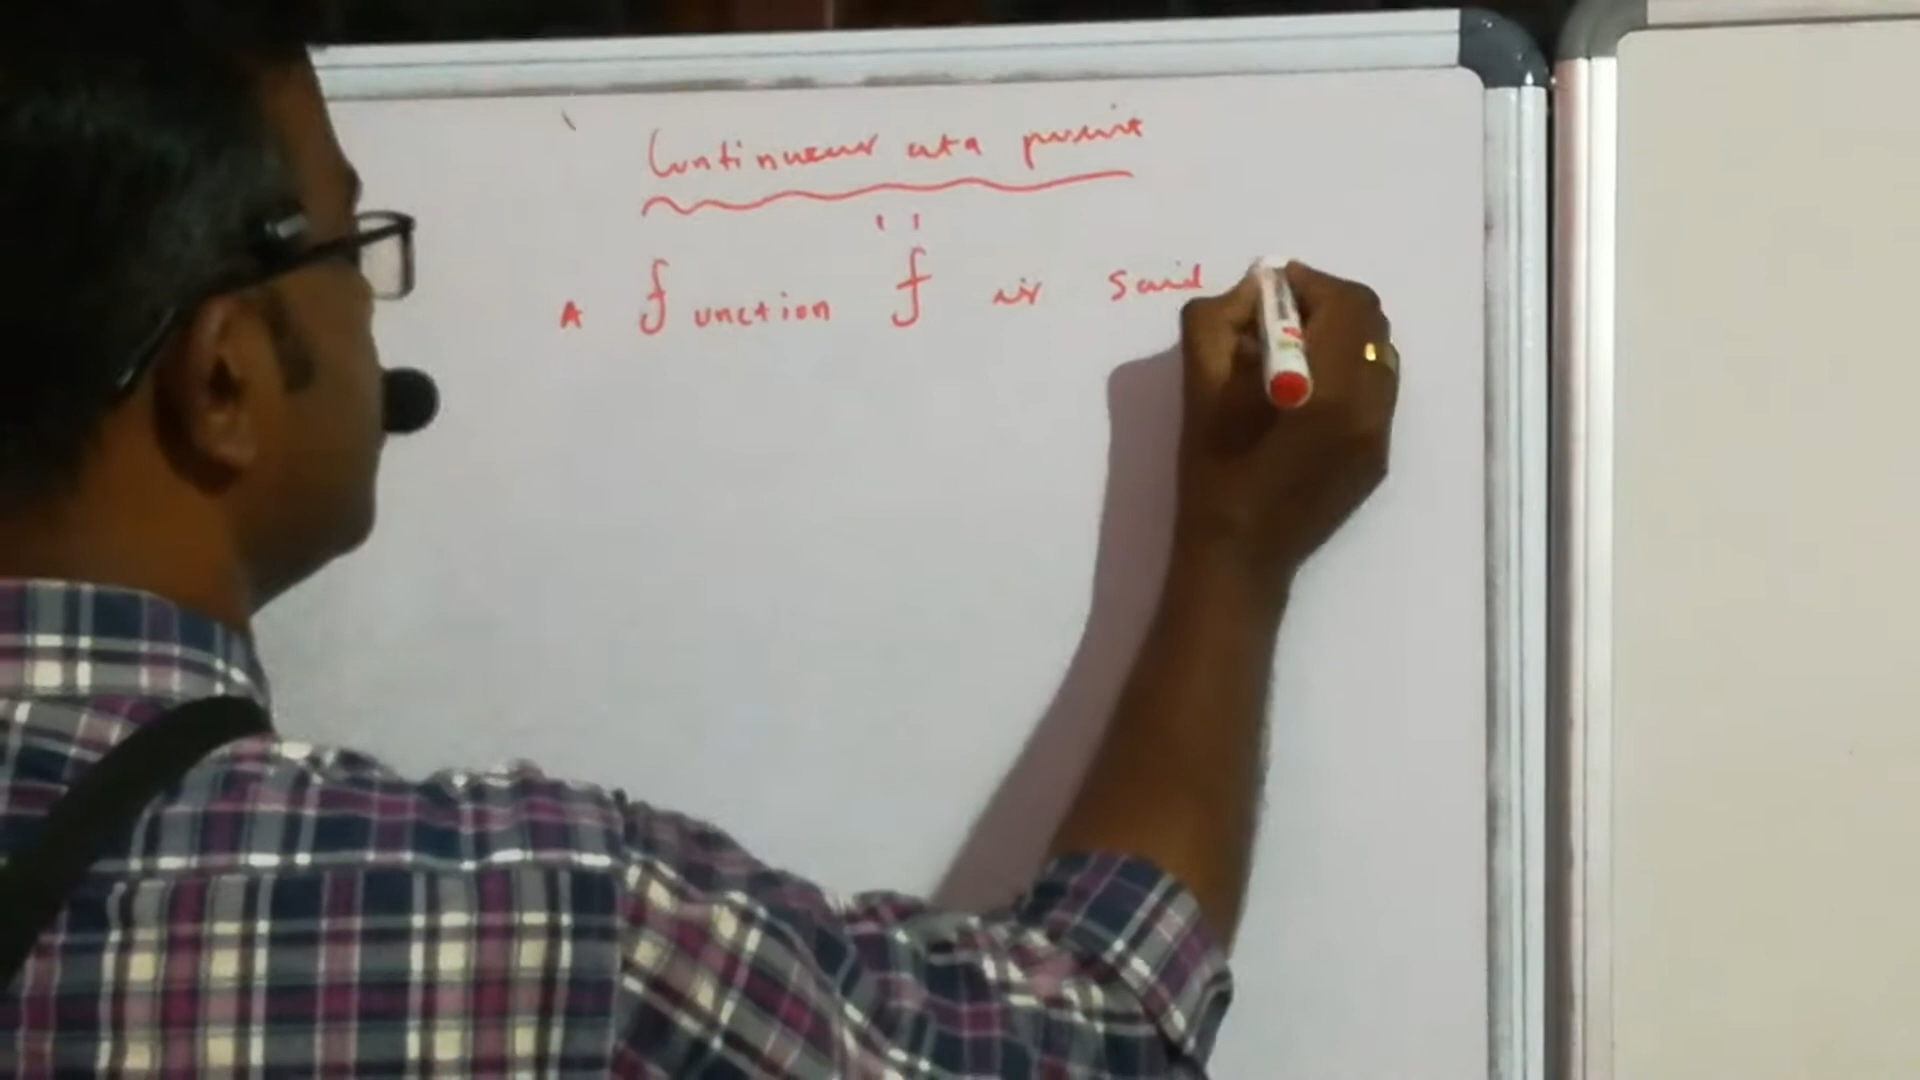 Continuous at a point
A function f is said